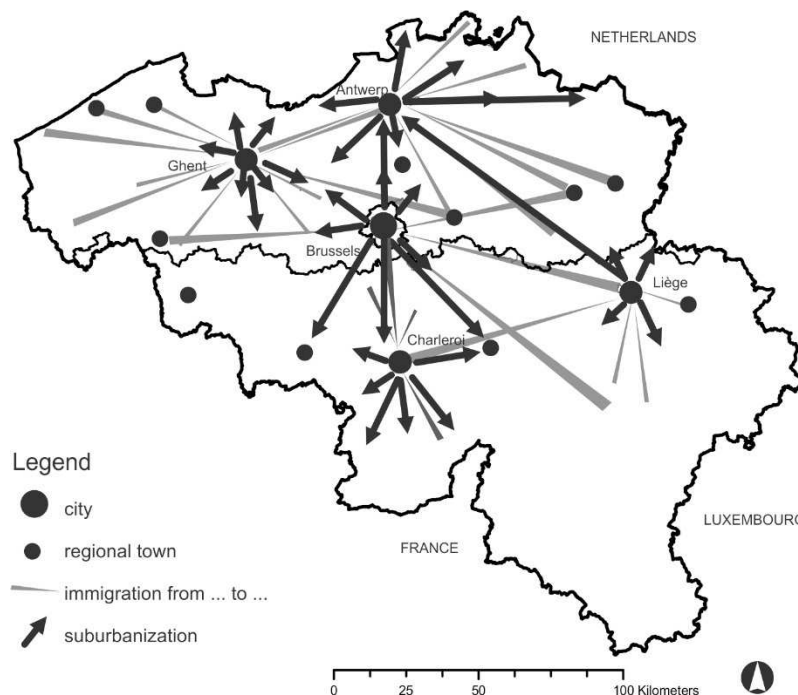 NETHERLANDS
Antwerp
Ghent
Brussels
Liège
Charleroi
Legend
city
regional town
immigration from ... to ...
suburbanization
LUXEMBOURG
FRANCE
0 25 50 100 Kilometers